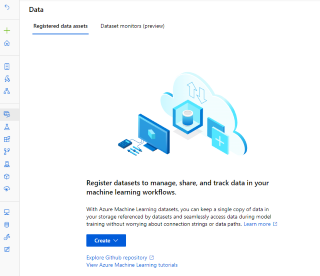 Data
Registered data assets
Dataset monitors (preview)
Register datasets to manage, share, and track data in your
machine learning workflows.
With Azure Machine Learning datasets, you can keep a single copy of data in
your storage referenced by datasets and seamlessly access data during model
training without worrying about connection strings or data paths. Learn more
Create
Explore Github repository
View Azure Machine Learning tutorials